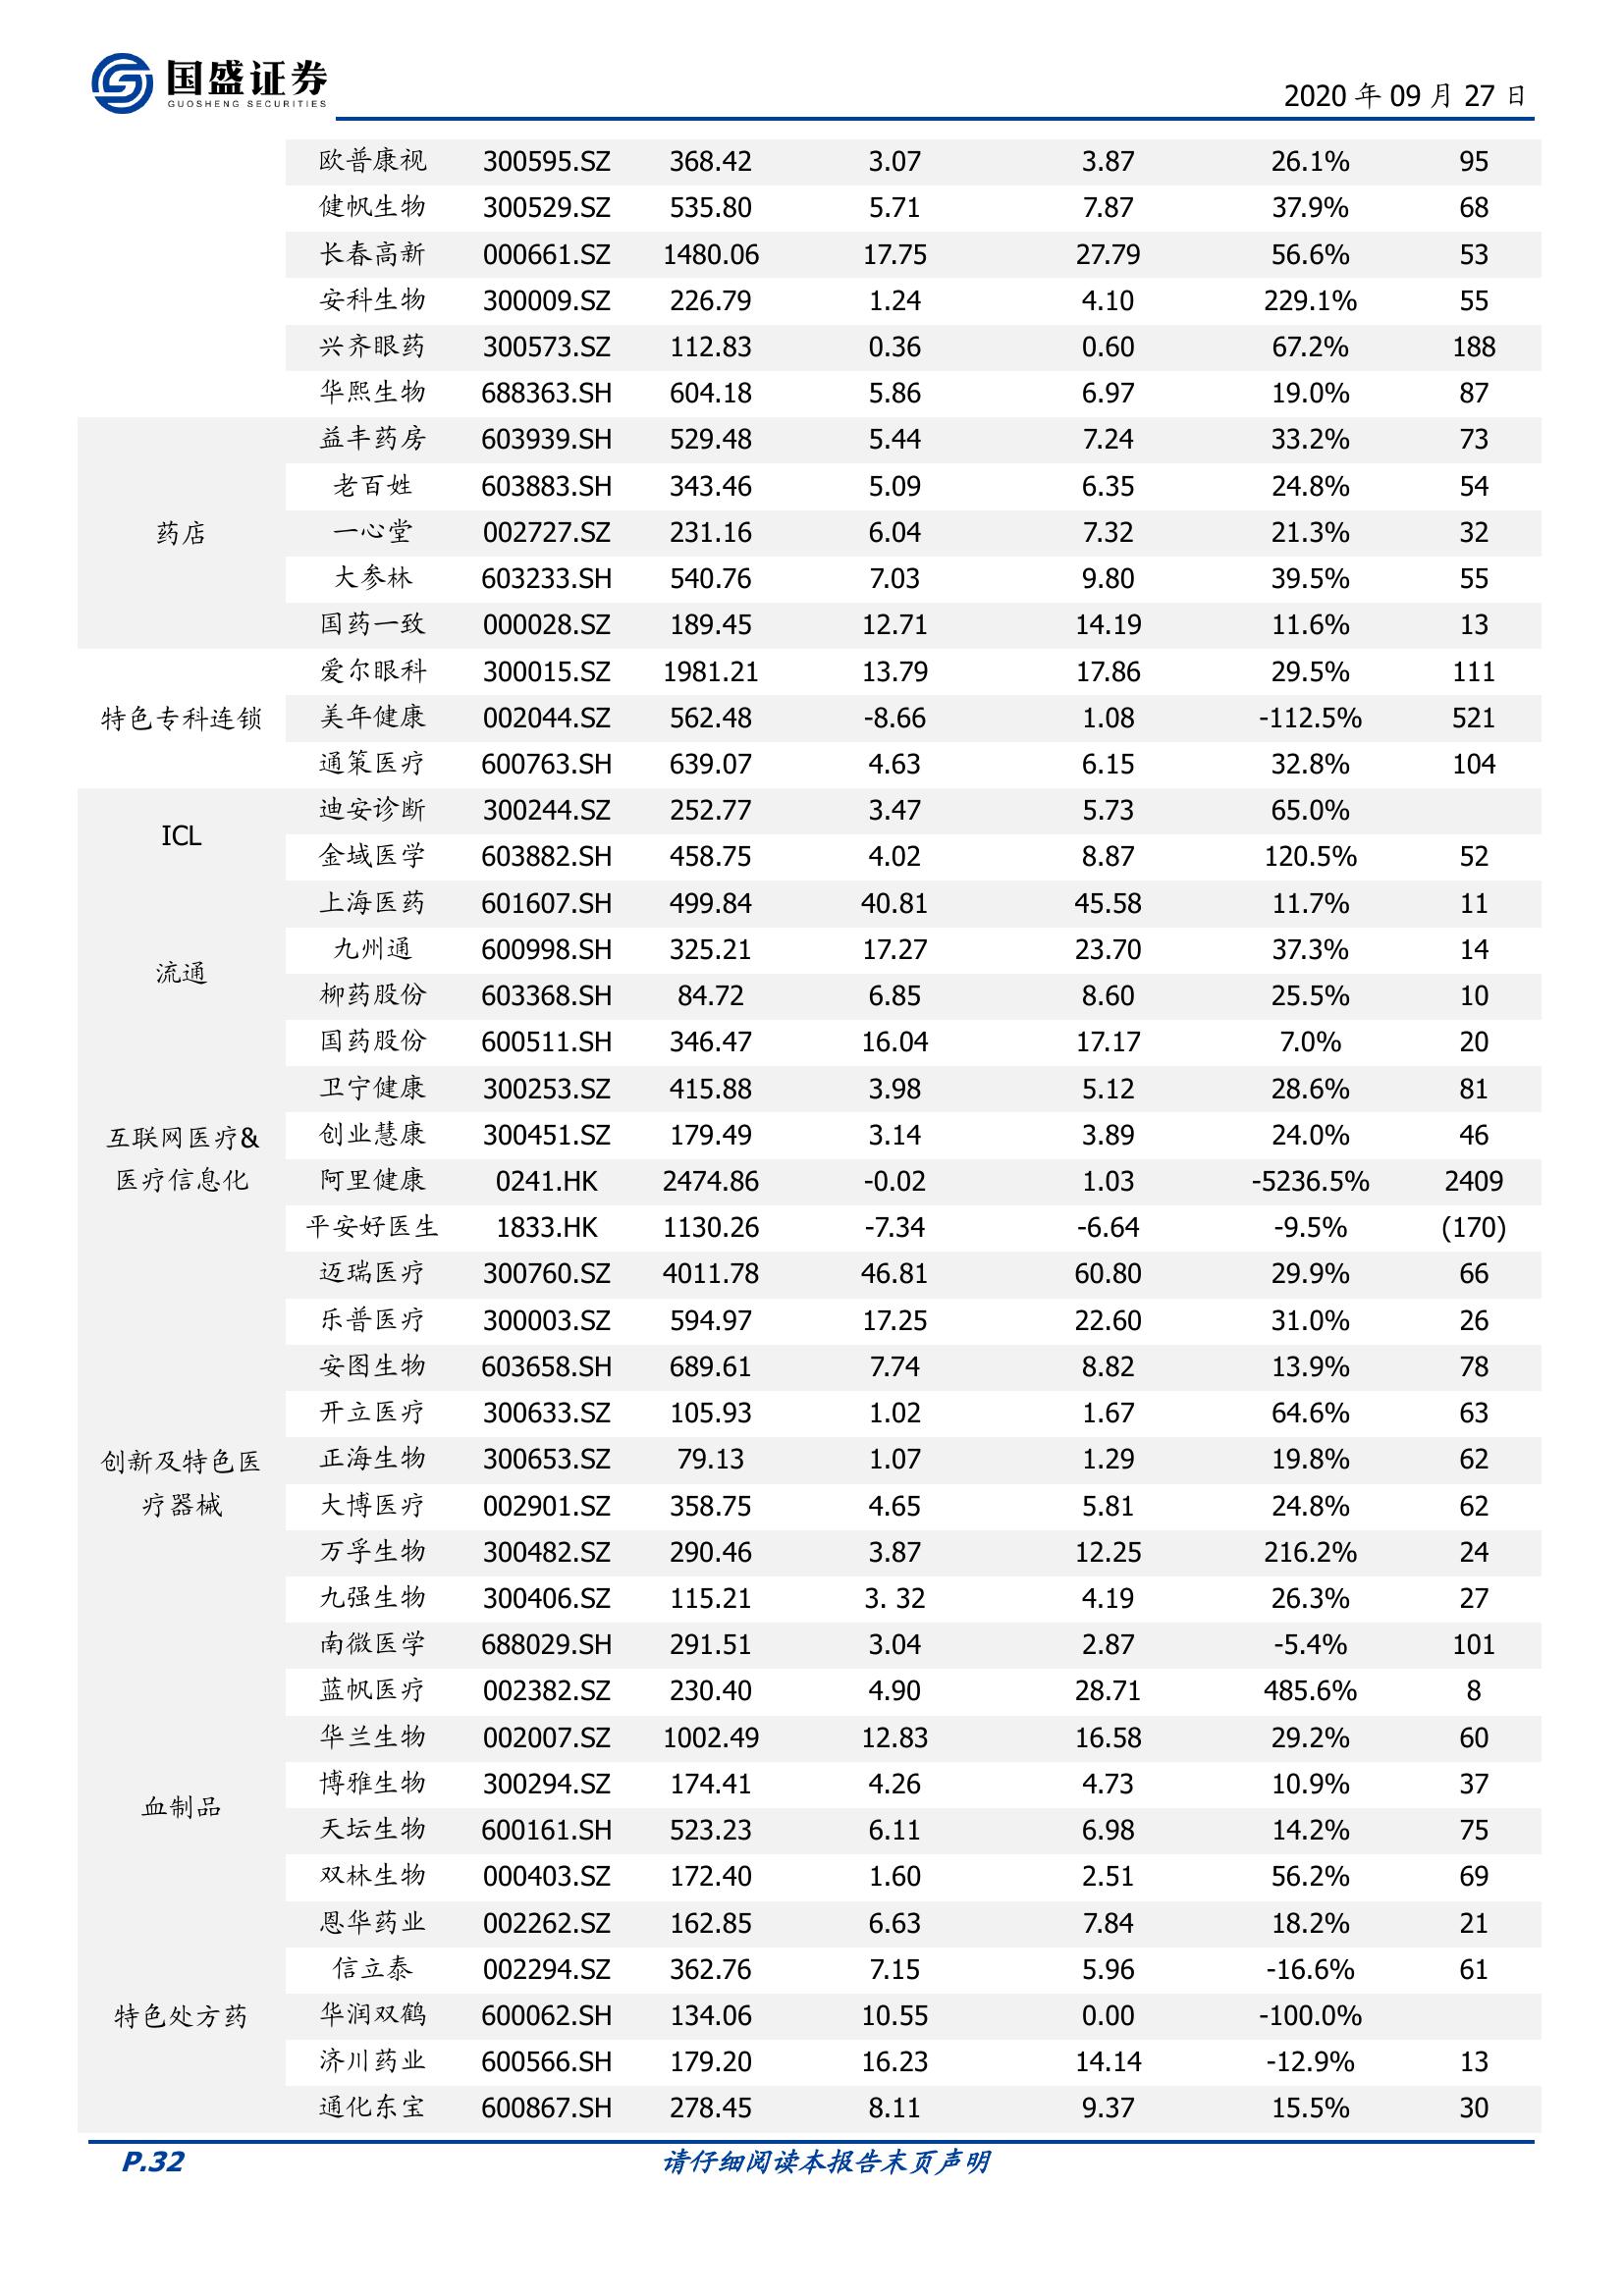 国盛证券
GUOSHENG SECURITIES
2020 年 09 月 27 日
欧普康视 300595.SZ 368.42 3.07 3.87 26.1% 95
健帆生物 300529.SZ 535.80 5.71 7.87 37.9% 68
长春高新 000661.SZ 1480.06 17.75 27.79 56.6% 53
安科生物 300009.SZ 226.79 1.24 4.10 229.1% 55
兴齐眼药 300573.SZ 112.83 0.36 0.60 67.2% 188
华熙生物 688363.SH 604.18 5.86 6.97 19.0% 87
药店
益丰药房 603939.SH 529.48 5.44 7.24 33.2% 73
老百姓 603883.SH 343.46 5.09 6.35 24.8% 54
一心堂 002727.SZ 231.16 6.04 7.32 21.3% 32
大参林 603233.SH 540.76 7.03 9.80 39.5% 55
国药一致 000028.SZ 189.45 12.71 14.19 11.6% 13
特色专科连锁
爱尔眼科 300015.SZ 1981.21 13.79 17.86 29.5% 111
美年健康 002044.SZ 562.48 -8.66 1.08 -112.5% 521
通策医疗 600763.SH 639.07 4.63 6.15 32.8% 104
ICL
迪安诊断 300244.SZ 252.77 3.47 5.73 65.0%
金域医学 603882.SH 458.75 4.02 8.87 120.5% 52
流通
上海医药 601607.SH 499.84 40.81 45.58 11.7% 11
九州通 600998.SH 325.21 17.27 23.70 37.3% 14
柳药股份 603368.SH 84.72 6.85 8.60 25.5% 10
国药股份 600511.SH 346.47 16.04 17.17 7.0% 20
互联网医疗&
医疗信息化
卫宁健康 300253.SZ 415.88 3.98 5.12 28.6% 81
创业慧康 300451.SZ 179.49 3.14 3.89 24.0% 46
阿里健康 0241.HK 2474.86 -0.02 1.03 -5236.5% 2409
平安好医生 1833.HK 1130.26 -7.34 -6.64 -9.5% (170)
创新及特色医
疗器械
迈瑞医疗 300760.SZ 4011.78 46.81 60.80 29.9% 66
乐普医疗 300003.SZ 594.97 17.25 22.60 31.0% 26
安图生物 603658.SH 689.61 7.74 8.82 13.9% 78
开立医疗 300633.SZ 105.93 1.02 1.67 64.6% 63
正海生物 300653.SZ 79.13 1.07 1.29 19.8% 62
大博医疗 002901.SZ 358.75 4.65 5.81 24.8% 62
万孚生物 300482.SZ 290.46 3.87 12.25 216.2% 24
九强生物 300406.SZ 115.21 3. 32 4.19 26.3% 27
南微医学 688029.SH 291.51 3.04 2.87 -5.4% 101
蓝帆医疗 002382.SZ 230.40 4.90 28.71 485.6% 8
血制品
华兰生物 002007.SZ 1002.49 12.83 16.58 29.2% 60
博雅生物 300294.SZ 174.41 4.26 4.73 10.9% 37
天坛生物 600161.SH 523.23 6.11 6.98 14.2% 75
双林生物 000403.SZ 172.40 1.60 2.51 56.2% 69
特色处方药
恩华药业 002262.SZ 162.85 6.63 7.84 18.2% 21
信立泰 002294.SZ 362.76 7.15 5.96 -16.6% 61
华润双鹤 600062.SH 134.06 10.55 0.00 -100.0%
济川药业 600566.SH 179.20 16.23 14.14 -12.9% 13
通化东宝 600867.SH 278.45 8.11 9.37 15.5% 30
P.32 请仔细阅读本报告末页声明